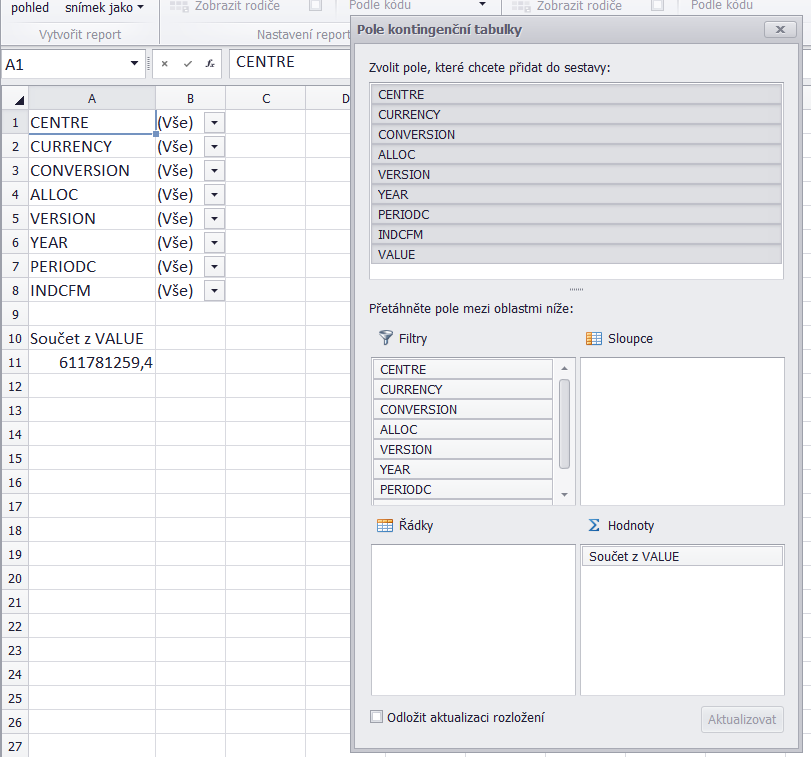 pohled snímek jako Zobrazit rodiče Pole kódu Zobrazit rodiče Pole kódu
Vytvořit report Nastavení report
Pole kontingenční tabulky
A1 CENTRE
Zvolit pole, které chcete přidat do sestavy:
CENTRE
CURRENCY
CONVERSION
ALLOC
VERSION
YEAR
PERIODC
INDCFM
VALUE
A B C D
1 CENTRE (Vše)
2 CURRENCY (Vše)
3 CONVERSION (Vše)
4 ALLOC (Vše)
5 VERSION (Vše)
6 YEAR (Vše)
7 PERIODC (Vše)
8 INDCFM (Vše)
9
10 Součet z VALUE
11 611781259,4
12
13
14
15
16
17
18
19
20
21
22
23
24
25
26
27
Přetáhněte pole mezi oblastmi níže:
Filtry
CENTRE
CURRENCY
CONVERSION
ALLOC
VERSION
YEAR
PERIODC
Sloupce
Řádky
Hodnoty
Součet z VALUE
Odložit aktualizaci rozložení
Aktualizovat